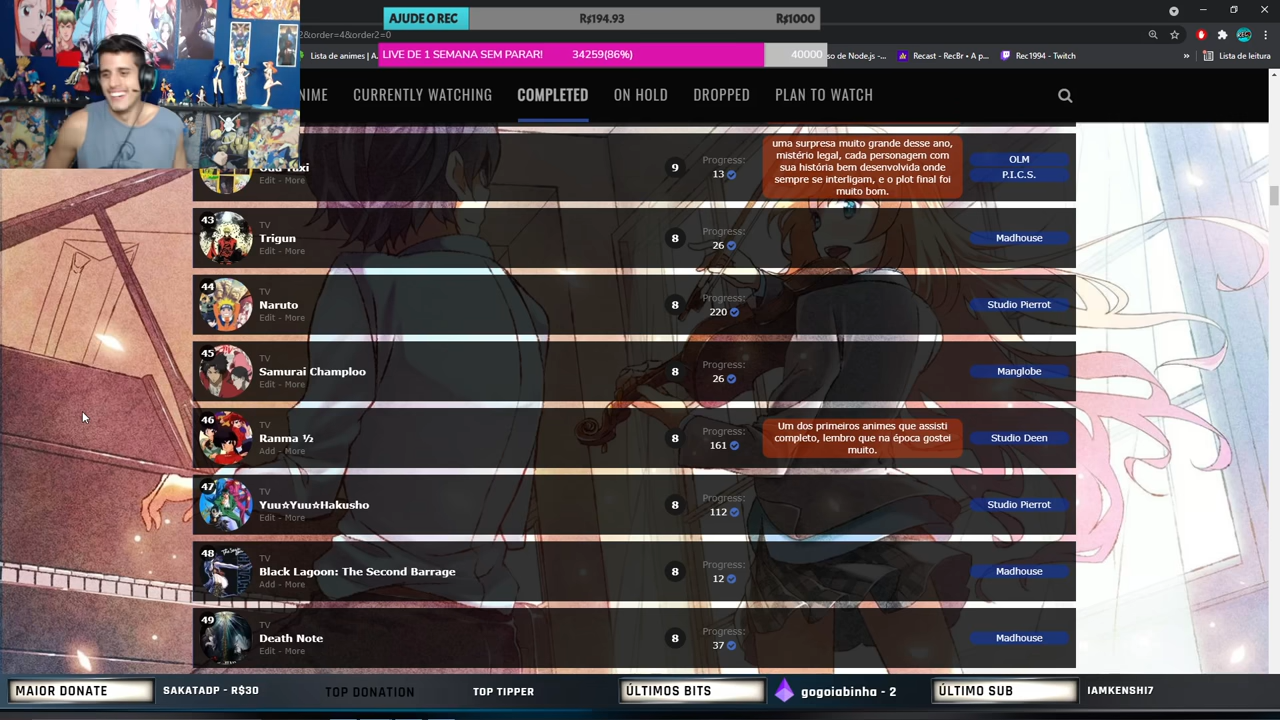 AJUDE O REC R$194.93 R$1000
2&order=4&order2=0
LIVE DE 1 SEMANA SEM PARAR! 34259(86%) 40000
Lista de animes | A. so de Node.js -... Recast - Rec8r • A p... Rec1994 - Twitch » Lista de leitura
NIME CURRENTLY WATCHING COMPLETED ON HOLD DROPPED PLAN TO WATCH
Odd Taxi
Edit - More
9
Progress:
13
uma surpresa muito grande desse ano,
mistério legal, cada personagem com
sua história bem desenvolvida onde
sempre se interligam, e o plot final foi
muito bom.
OLM
P.I.C.S.
43
TV
Trigun
Edit - More
8
Progress:
26
Madhouse
44
TV
Naruto
Edit - More
8
Progress:
220
Studio Pierrot
45
TV
Samurai Champloo
Edit - More
8
Progress:
26
Manglobe
46
TV
Ranma ½
Add - More
8
Progress:
161
Um dos primeiros animes que assisti
completo, lembro que na época gostei
muito.
Studio Deen
47
TV
Yuu☆Yuu☆Hakusho
Edit - More
8
Progress:
112
Studio Pierrot
48
TV
Black Lagoon: The Second Barrage
Add - More
8
Progress:
12
Madhouse
49
TV
Death Note
Edit - More
8
Progress:
37
Madhouse
MAIOR DONATE SAKATADP - R$30 TOP DONATION TOP TIPPER ÚLTIMOS BITS gogoiabinha - 2 ÚLTIMO SUB IAMKENSHI7